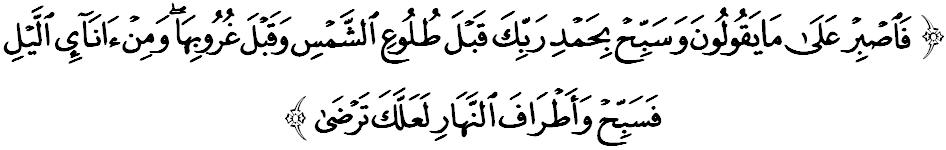 ﴿ فَٱصۡبِرۡ عَلَىٰ مَا يَقُولُونَ وَسَبِّحۡ بِحَمۡدِ رَبِّكَ قَبۡلَ طُلُوعِ ٱلشَّمۡسِ وَقَبۡلَ غُرُوبِهَاۖ وَمِنۡ ءَانَآيِٕ ٱلَّيۡلِ
فَسَبِّحۡ وَأَطۡرَافَ ٱلنَّهَارِ لَعَلَّكَ تَرۡضَىٰ ﴾